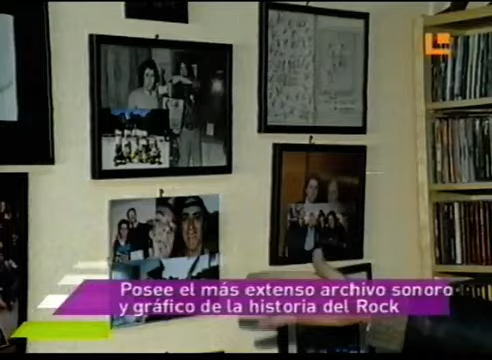 Posee el más extenso archivo sonoro
y gráfico de la historia del Rock